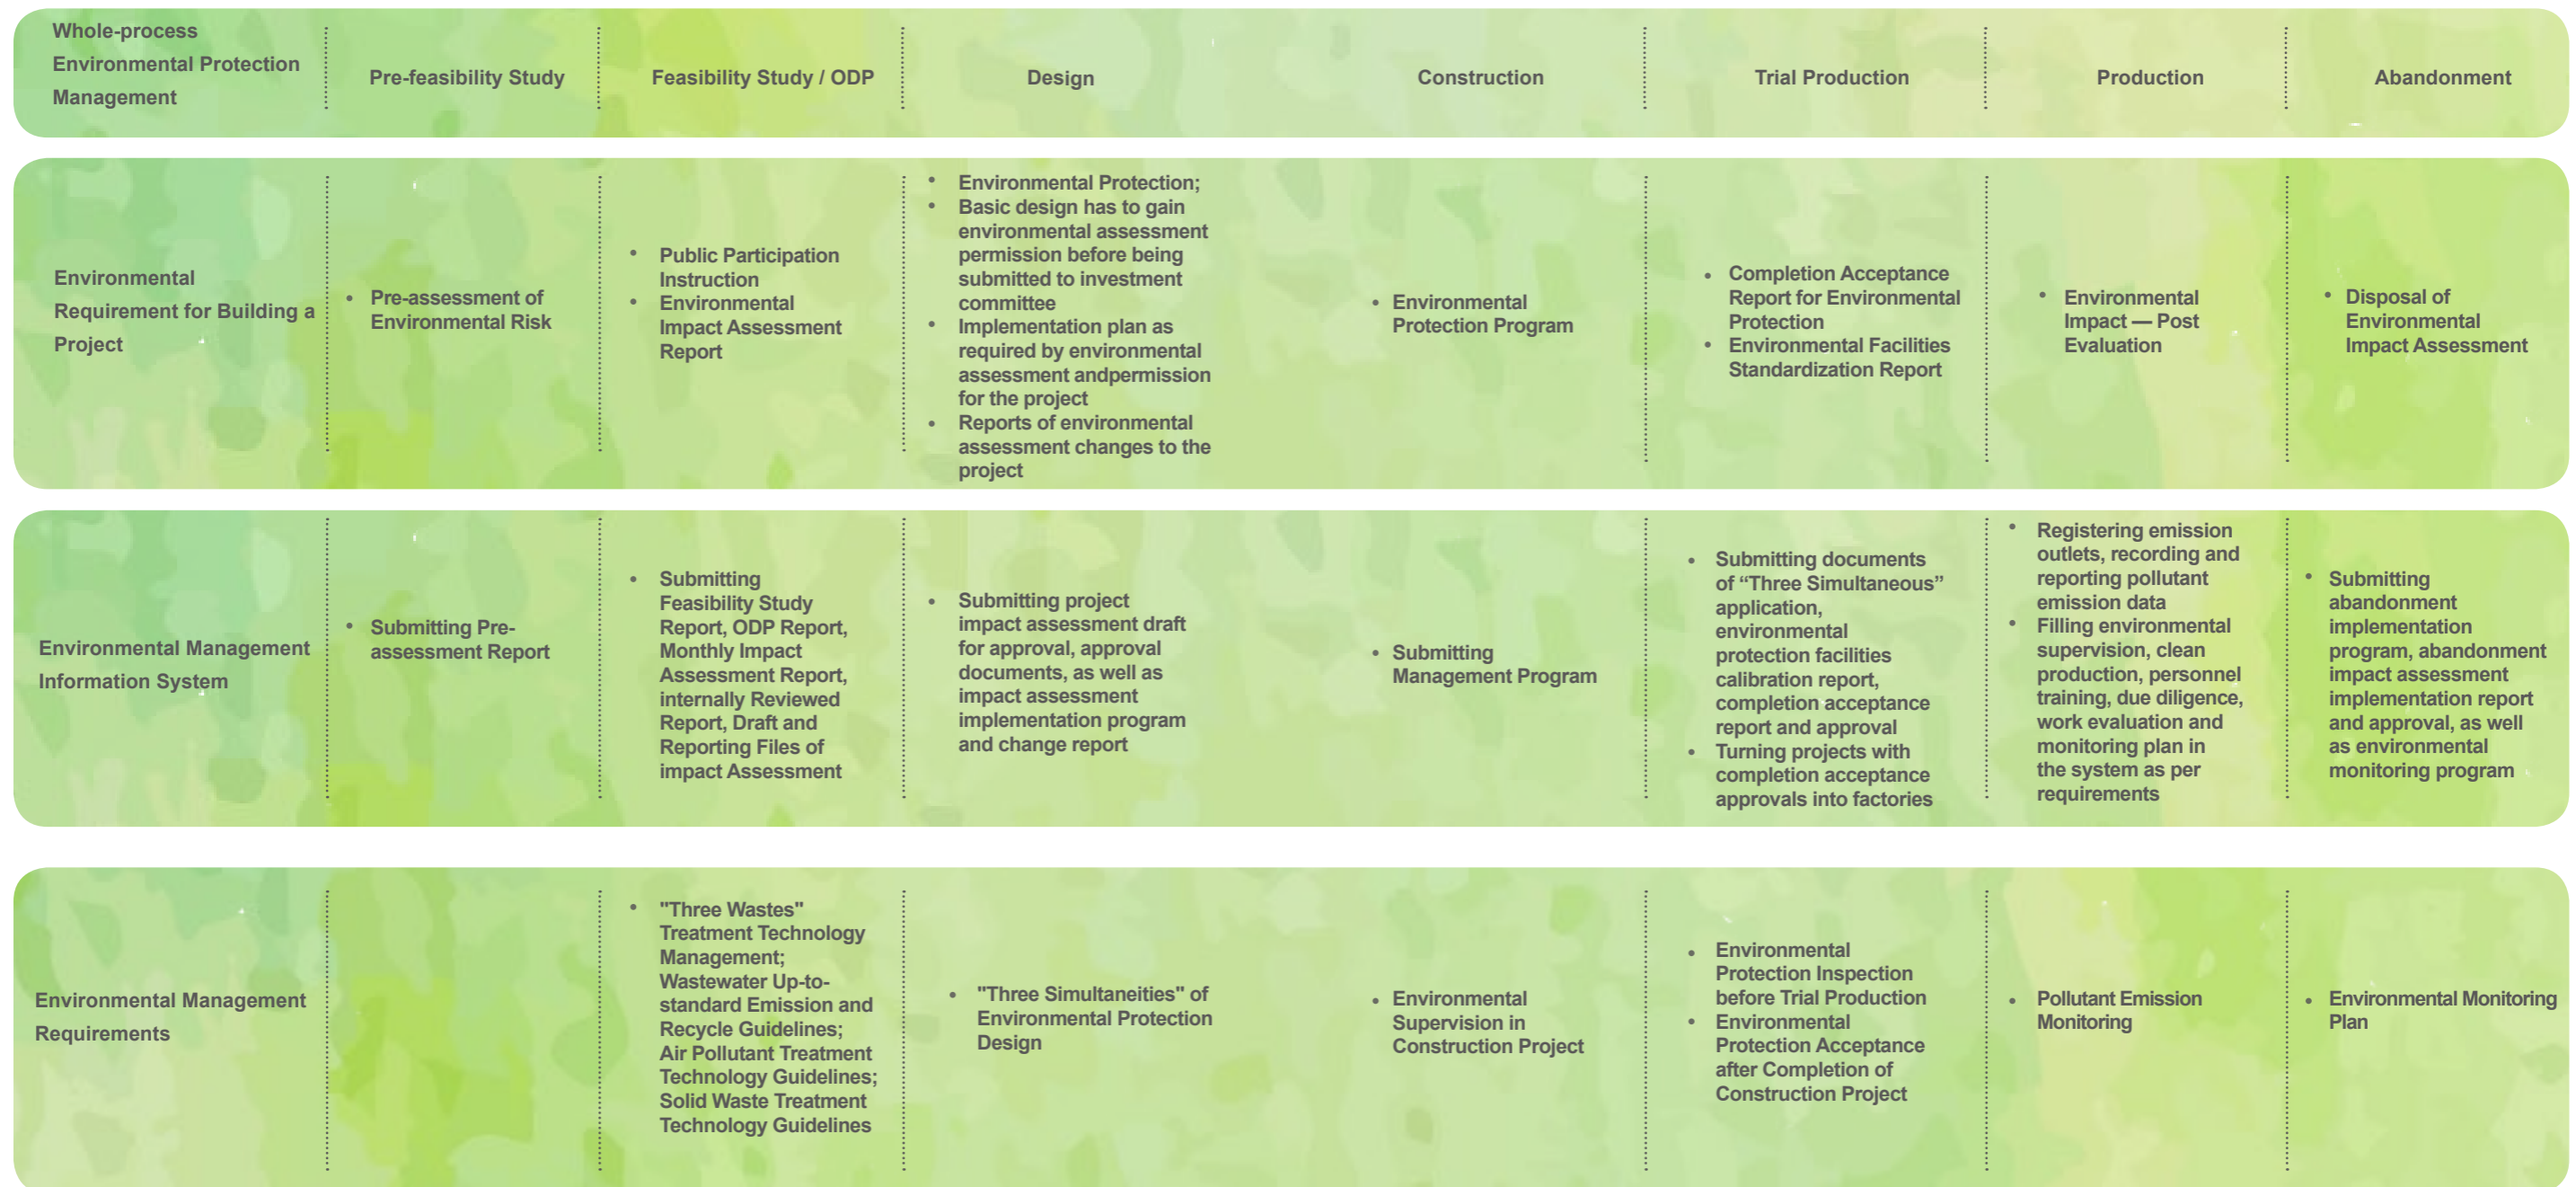 Whole-process
Environmental Protection
Management
Pre-feasibility Study
Feasibility Study / ODP
Design
Construction
Trial Production
Production
Abandonment
Environmental
Requirement for Building a
Project
• Pre-assessment of
Environmental Risk
• Public Participation
Instruction
• Environmental
Impact Assessment
Report
• Environmental Protection;
• Basic design has to gain
environmental assessment
permission before being
submitted to investment
committee
• Implementation plan as
required by environmental
assessment andpermission
for the project
• Reports of environmental
assessment changes to the
project
• Environmental
Protection Program
• Completion Acceptance
Report for Environmental
Protection
• Environmental Facilities
Standardization Report
• Environmental
Impact — Post
Evaluation
• Disposal of
Environmental
Impact Assessment
Environmental Management
Information System
• Submitting Pre-
assessment Report
• Submitting
Feasibility Study
Report, ODP Report,
Monthly Impact
Assessment Report,
internally Reviewed
Report, Draft and
Reporting Files of
impact Assessment
• Submitting project
impact assessment draft
for approval, approval
documents, as well as
impact assessment
implementation program
and change report
• Submitting
Management Program
• Submitting documents
of “Three Simultaneous”
application,
environmental
protection facilities
calibration report,
completion acceptance
report and approval
• Turning projects with
completion acceptance
approvals into factories
• Registering emission
outlets, recording and
reporting pollutant
emission data
• Filling environmental
supervision, clean
production, personnel
training, due diligence,
work evaluation and
monitoring plan in
the system as per
requirements
• Submitting
abandonment
implementation
program, abandonment
impact assessment
implementation report
and approval, as well
as environmental
monitoring program
Environmental Management
Requirements
• "Three Wastes"
Treatment Technology
Management;
Wastewater Up-to-
standard Emission and
Recycle Guidelines;
Air Pollutant Treatment
Technology Guidelines;
Solid Waste Treatment
Technology Guidelines
• "Three Simultaneities" of
Environmental Protection
Design
• Environmental
Supervision in
Construction Project
• Environmental
Protection Inspection
before Trial Production
• Environmental
Protection Acceptance
after Completion of
Construction Project
• Pollutant Emission
Monitoring
• Environmental Monitoring
Plan